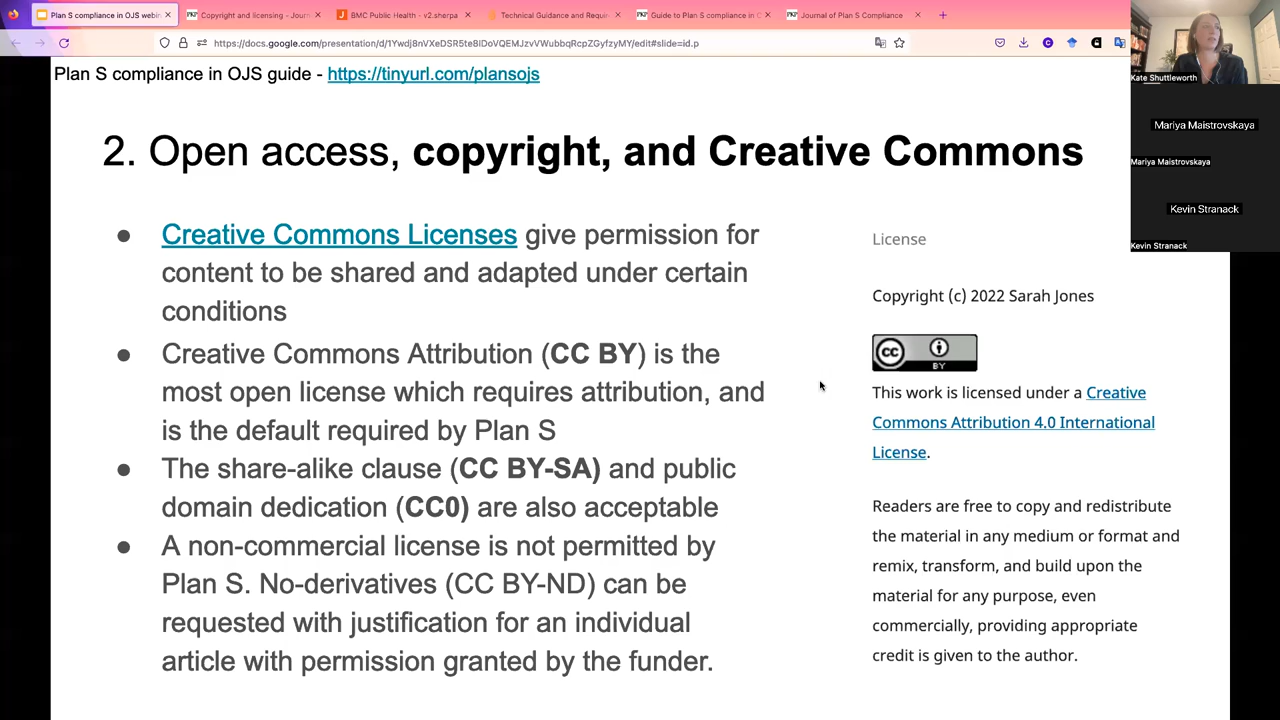 Plan S compliance in OJS webin
Copyright and licensing - Journ
BMC Public Health - v2.sherpa
Technical Guidance and Requir
Guide to Plan S compliance in O
Journal of Plan S Compliance
https://docs.google.com/presentation/d/1Ywdj8nVXeDSR5te8lDoVQEMJzvVWubbqRcpZGyfzyMY/edit#slide=id.p
Plan S compliance in OJS guide - https://tinyurl.com/plansojs
Kate Shuttleworth
Mariya Maistrovskaya
Mariya Maistrovskaya
Kevin Stranack
Kevin Stranack
2. Open access, copyright, and Creative Commons
Creative Commons Licenses give permission for
content to be shared and adapted under certain
conditions
Creative Commons Attribution (CC BY) is the
most open license which requires attribution, and
is the default required by Plan S
The share-alike clause (CC BY-SA) and public
domain dedication (CC0) are also acceptable
A non-commercial license is not permitted by
Plan S. No-derivatives (CC BY-ND) can be
requested with justification for an individual
article with permission granted by the funder.
License
Copyright (c) 2022 Sarah Jones
CC BY
This work is licensed under a Creative
Commons Attribution 4.0 International
License.
Readers are free to copy and redistribute
the material in any medium or format and
remix, transform, and build upon the
material for any purpose, even
commercially, providing appropriate
credit is given to the author.